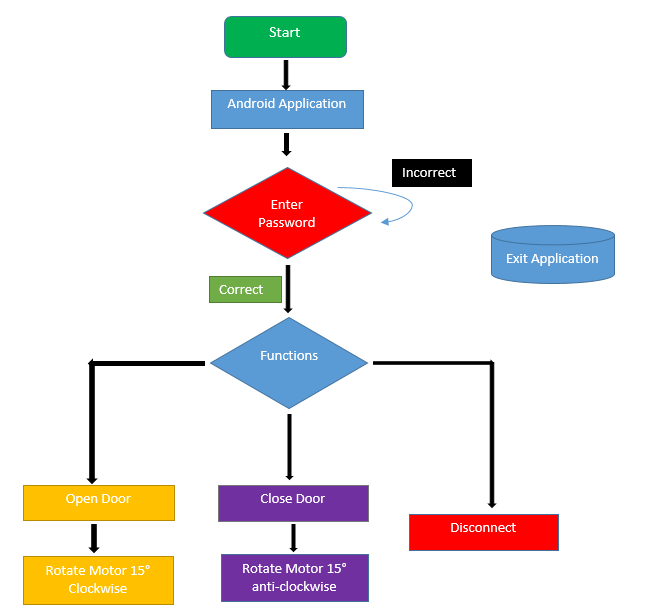 Start
Android Application
Incorrect
Enter
Password
Exit Application
Correct
Functions
Open Door
Close Door
Disconnect
Rotate Motor 15°
Clockwise
Rotate Motor 15°
anti-clockwise